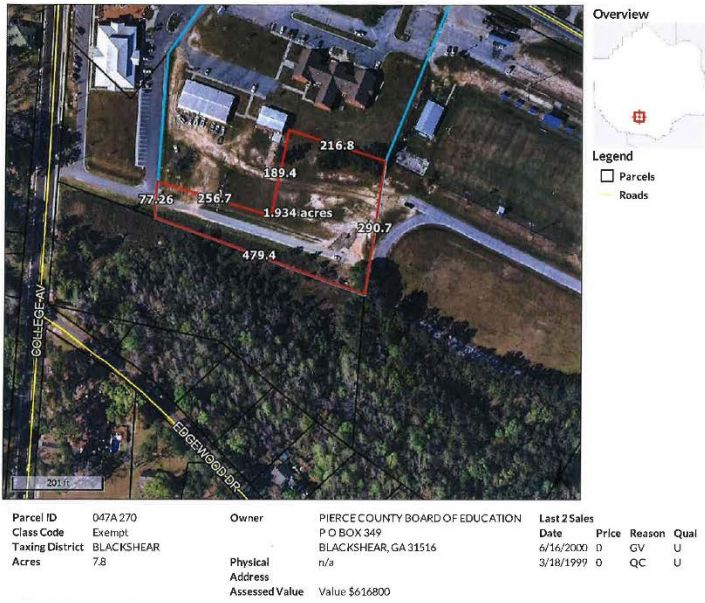 Overview
Legend
Parcels
Roads
216.8
189.4
77.26
256.7
1.934 acres
290.7
479.4
COLLEGE AV
EDGEWOOD DR
201 ft
Parcel ID 047A 270
Class Code Exempt
Taxing District BLACKSHEAR
Acres 7.8
Owner PIERCE COUNTY BOARD OF EDUCATION
P O BOX 349
BLACKSHEAR, GA 31516
Physical Address n/a
Assessed Value Value $616800
Last 2 Sales
Date Price Reason Qual
6/16/2000 0 GV U
3/18/1999 0 QC U